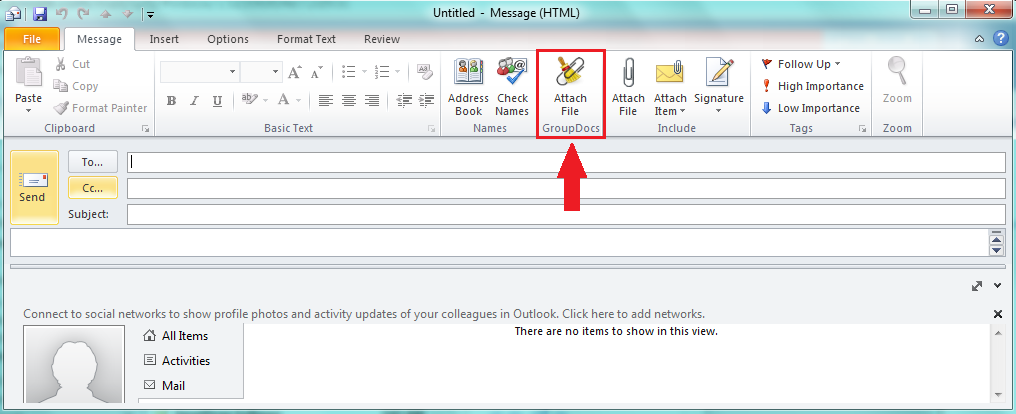 Untitled - Message (HTML)
File Message Insert Options Format Text Review
Paste
Cut
Copy
Format Painter
Clipboard
B I U
A
Basic Text
Address
Book
Check
Names
Names
Attach
File
GroupDocs
Attach
File
Attach
Item
Signature
Include
Follow Up
High Importance
Low Importance
Tags
Zoom
Zoom
Send
To...
Cc...
Subject:
Connect to social networks to show profile photos and activity updates of your colleagues in Outlook. Click here to add networks.
All Items
Activities
Mail
There are no items to show in this view.